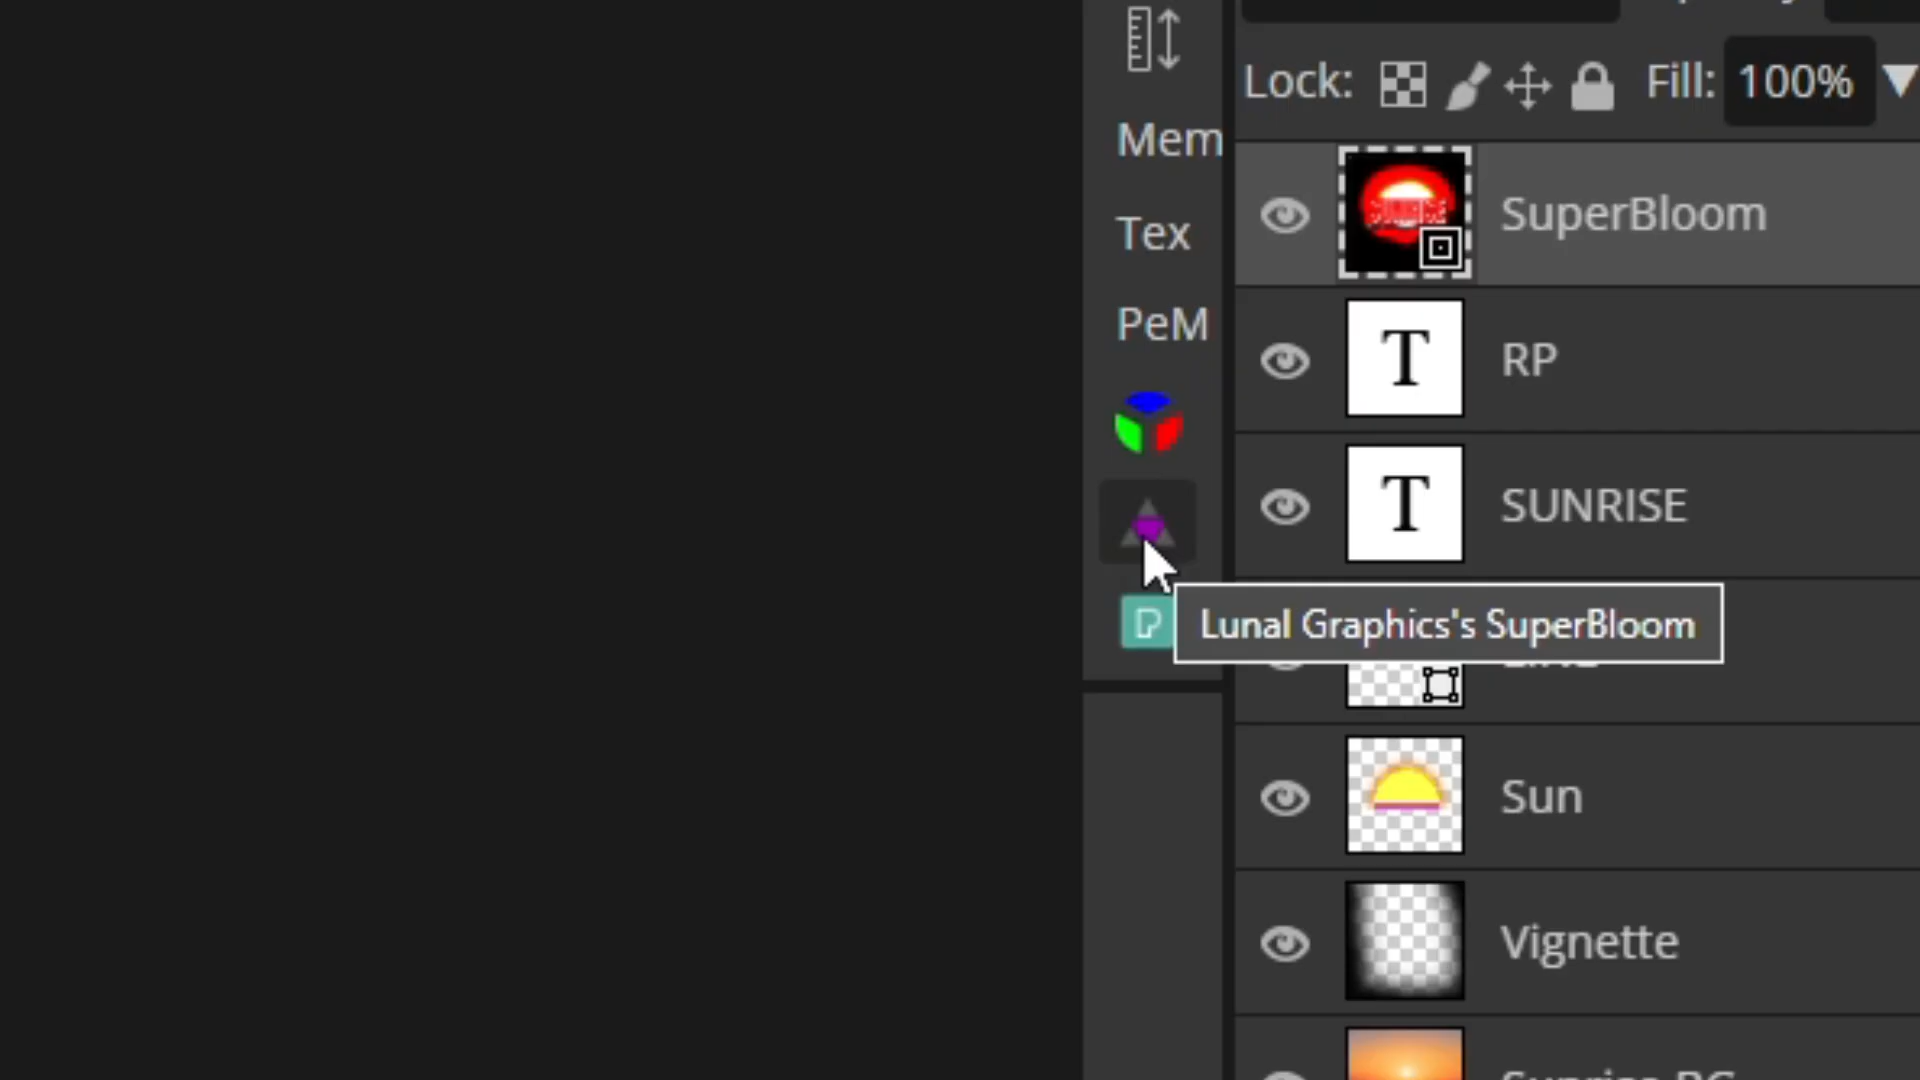 Lock: Fill: 100%
Mem
SuperBloom
Tex
PeM
RP
T
SUNRISE
T
Lunal Graphics's SuperBloom
Sun
Vignette